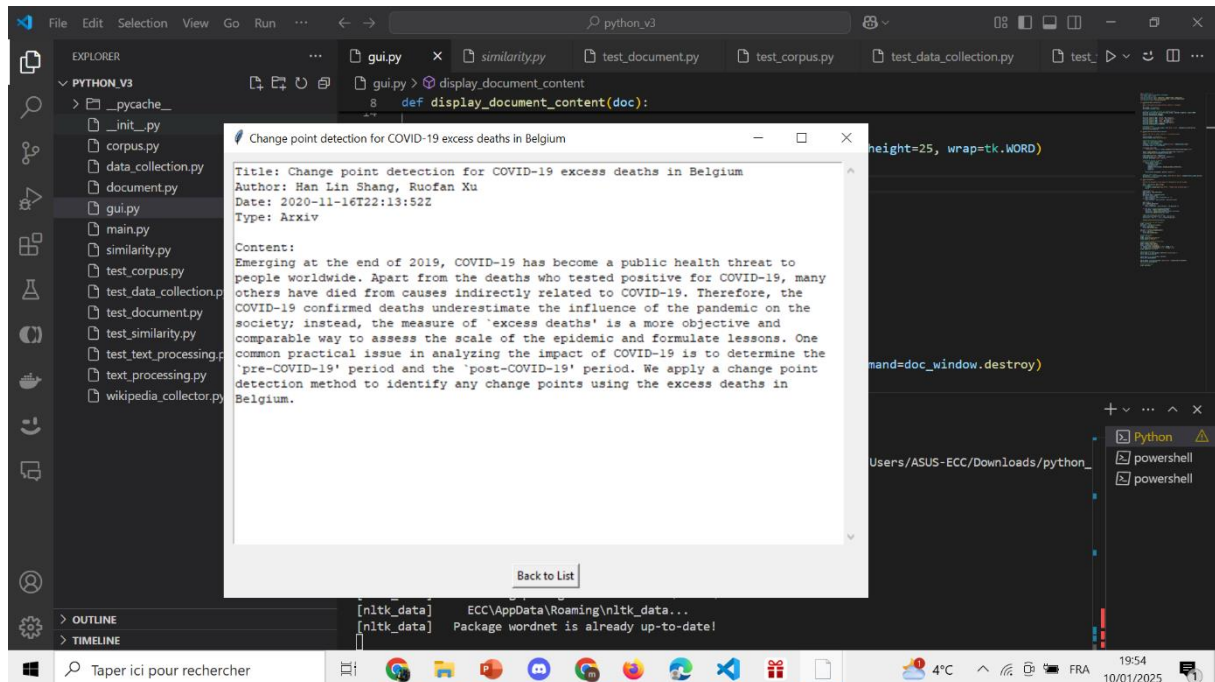 File Edit Selection View Go Run ... python_v3
EXPLORER
PYTHON_V3
__pycache__
__init__.py
corpus.py
data_collection.py
document.py
gui.py
main.py
similarity.py
test_corpus.py
test_data_collection.p
test_document.py
test_similarity.py
test_text_processing.p
text_processing.py
wikipedia_collector.py
OUTLINE
TIMELINE
gui.py similarity.py test_document.py test_corpus.py test_data_collection.py test_
gui.py > display_document_content
8 def display_document_content(doc):
height=25, wrap=tk.WORD)
mand=doc_window.destroy)
Change point detection for COVID-19 excess deaths in Belgium
Title: Change point detection for COVID-19 excess deaths in Belgium
Author: Han Lin Shang, Ruofan Xu
Date: 2020-11-16T22:13:52Z
Type: Arxiv
Content:
Emerging at the end of 2019, COVID-19 has become a public health threat to
people worldwide. Apart from the deaths who tested positive for COVID-19, many
others have died from causes indirectly related to COVID-19. Therefore, the
COVID-19 confirmed deaths underestimate the influence of the pandemic on the
society; instead, the measure of `excess deaths' is a more objective and
comparable way to assess the scale of the epidemic and formulate lessons. One
common practical issue in analyzing the impact of COVID-19 is to determine the
`pre-COVID-19' period and the `post-COVID-19' period. We apply a change point
detection method to identify any change points using the excess deaths in
Belgium.
Back to List
Users/ASUS-ECC/Downloads/python_
Python
powershell
powershell
[nltk_data] ECC\AppData\Roaming\nltk_data...
[nltk_data] Package wordnet is already up-to-date!
Taper ici pour rechercher
4°C FRA 19:54
10/01/2025